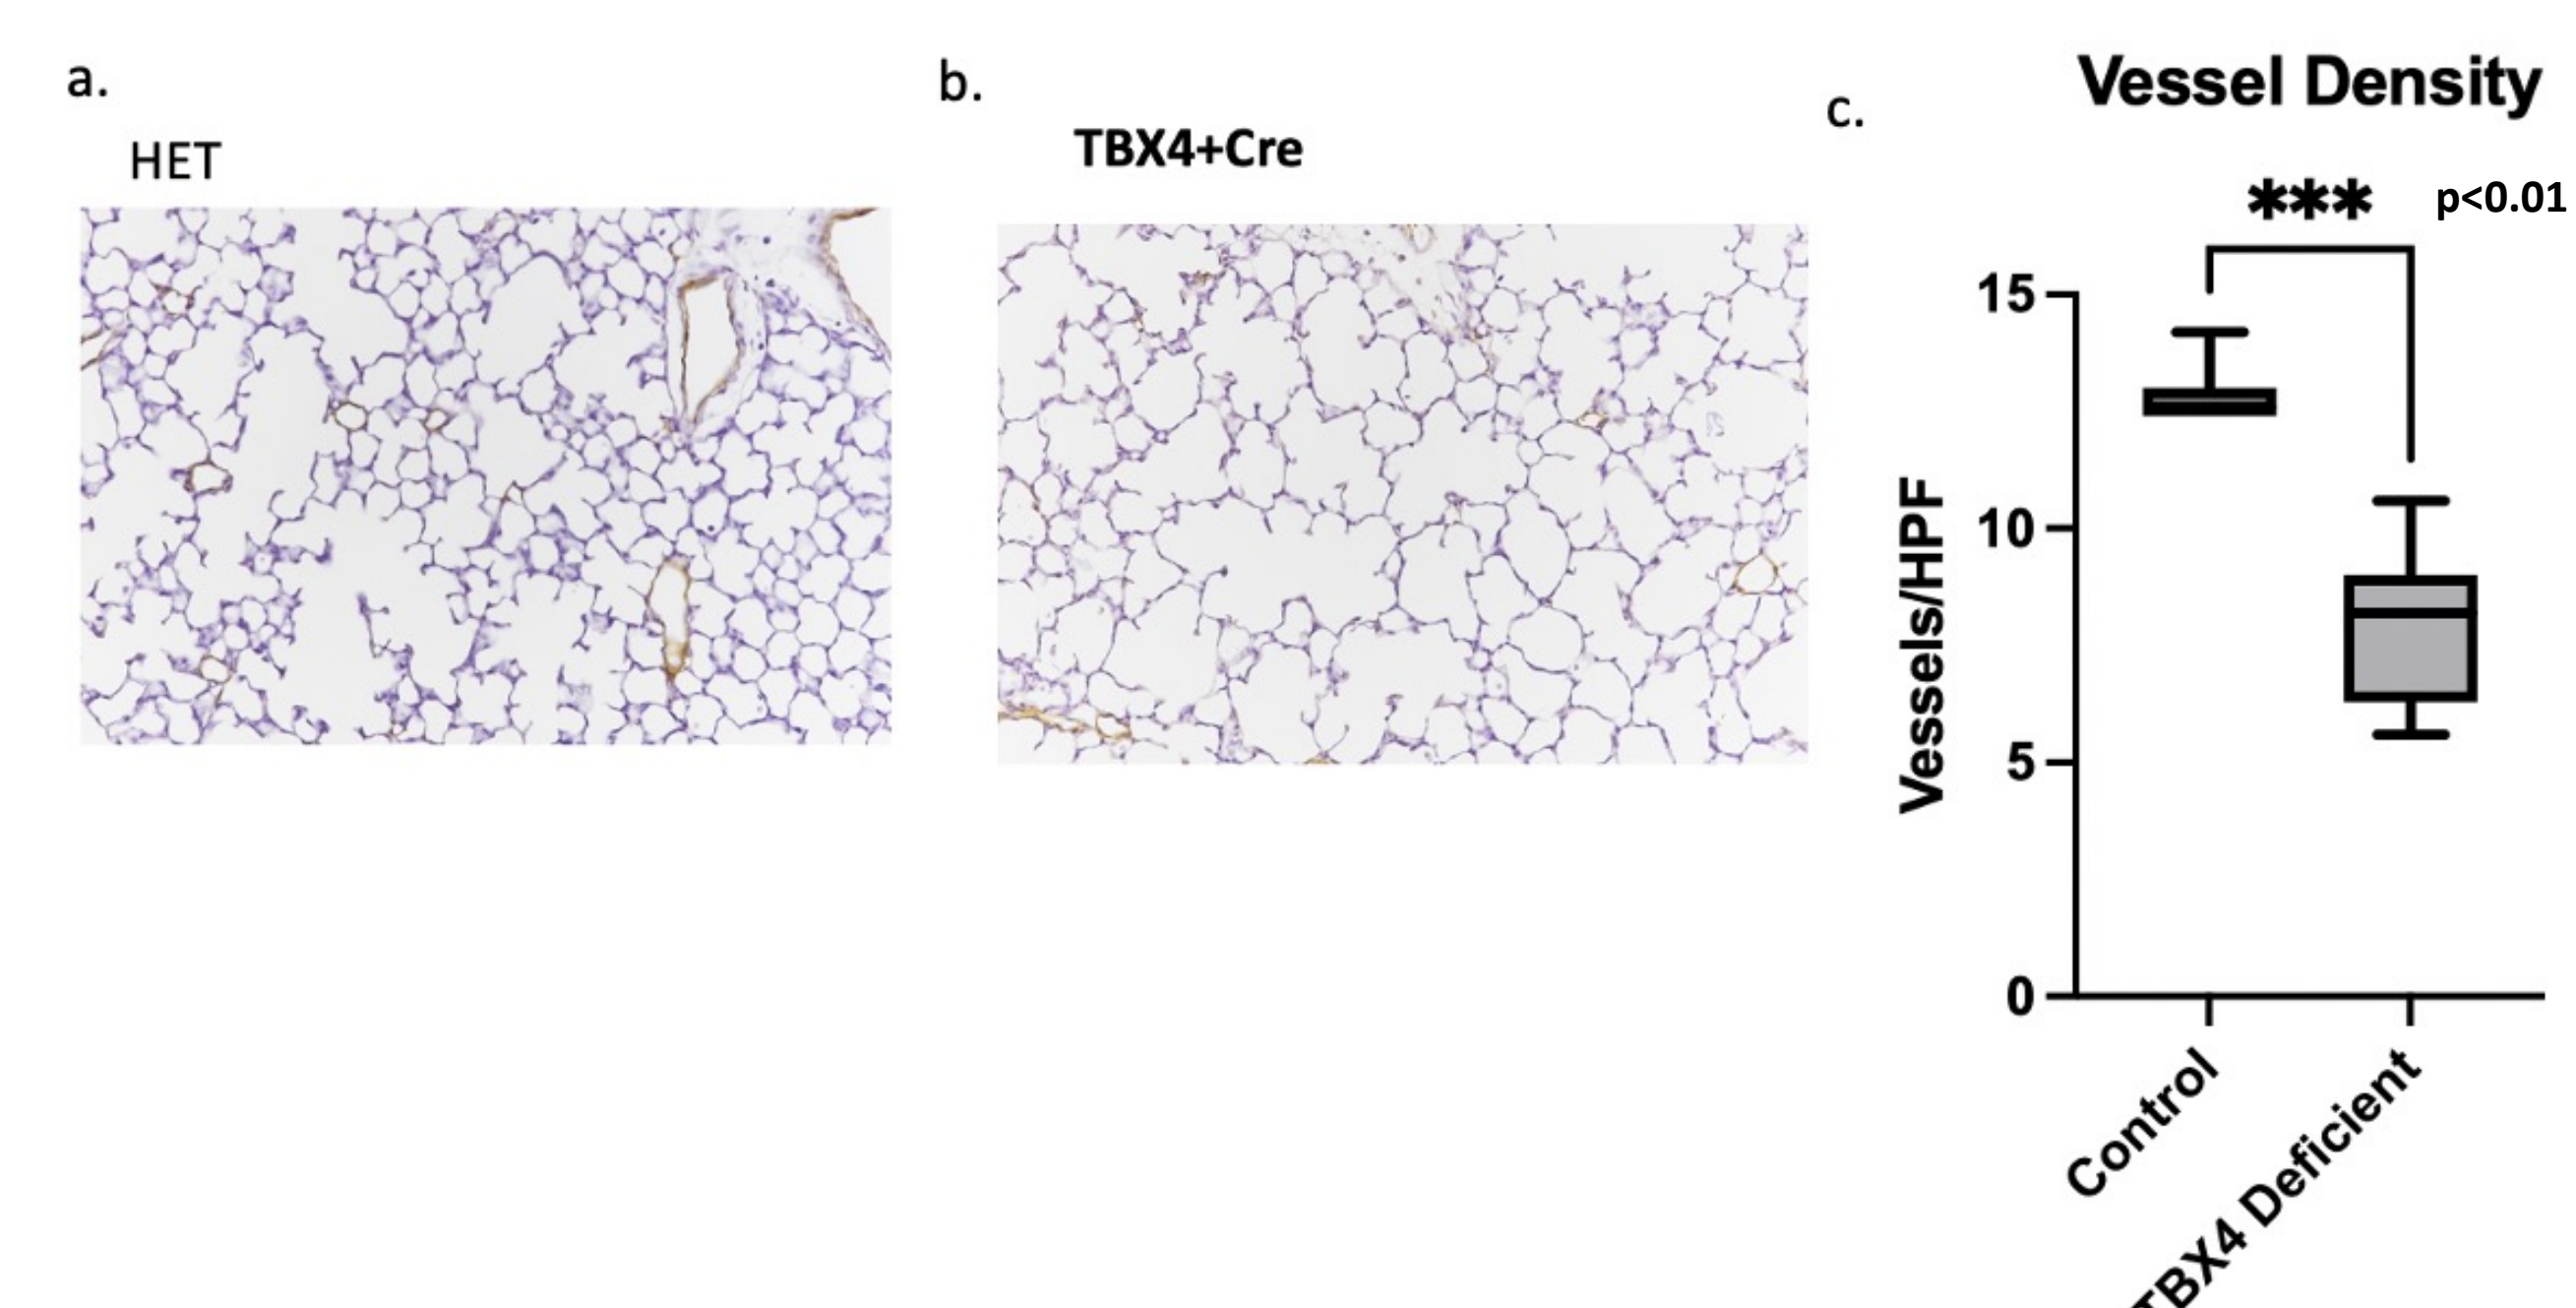 a.
HET
b.
TBX4+Cre
c.
Vessel Density
*** p<0.01
Vessels/HPF
15
10
5
0
Control
TBX4 Deficient